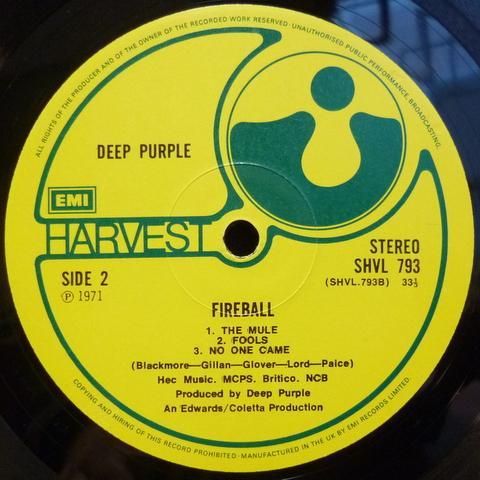 ALL RIGHTS OF THE PRODUCER AND OF THE OWNER OF THE RECORDED WORK RESERVED · UNAUTHORISED PUBLIC PERFORMANCE, BROADCASTING,
DEEP PURPLE
EMI
HARVEST
STEREO
SHVL 793
(SHVL.793B) 33⅓
SIDE 2
Ⓟ 1971
FIREBALL
1. THE MULE
2. FOOLS
3. NO ONE CAME
(Blackmore—Gillan—Glover—Lord—Paice)
Hec Music. MCPS. Britico. NCB
Produced by Deep Purple
An Edwards/Coletta Production
COPYING AND HIRING OF THIS RECORD PROHIBITED · MANUFACTURED IN THE UK BY EMI RECORDS LIMITED.